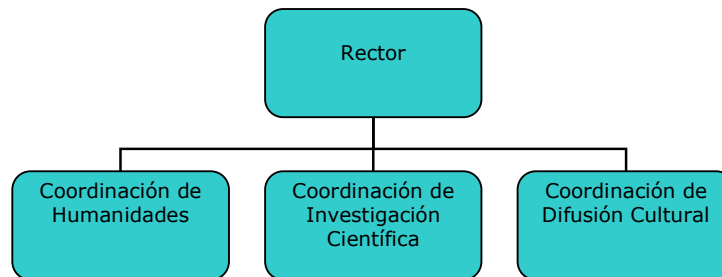 Rector
Coordinación de
Humanidades
Coordinación de
Investigación
Científica
Coordinación de
Difusión Cultural